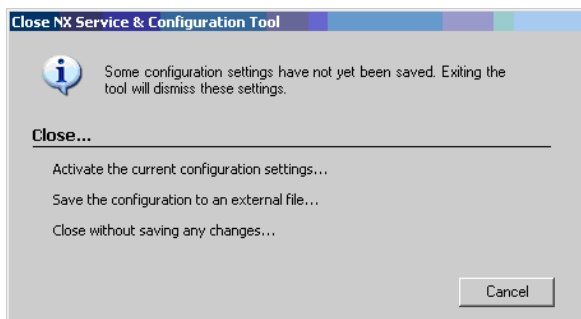 Close NX Service & Configuration Tool
Some configuration settings have not yet been saved. Exiting the
tool will dismiss these settings.
Close...
Activate the current configuration settings...
Save the configuration to an external file...
Close without saving any changes...
Cancel